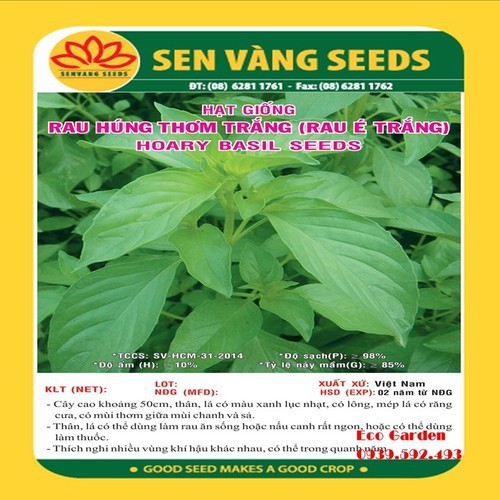 SEN VÀNG SEEDS
SENVANG SEEDS
ĐT: (08) 6281 1761 - Fax: (08) 6281 1762
HẠT GIỐNG
RAU HÚNG THƠM TRẮNG (RAU É TRẮNG)
HOARY BASIL SEEDS
*TCCS: SV-HCM-31-2014 *Độ sạch(P): ≥ 98%
*Độ ẩm (H): ≥ 10% *Tỷ lệ nảy mầm(G): ≥ 85%
KLT (NET): LOT: XUẤT XỨ: Việt Nam
NĐG (MFD): HSD (EXP): 02 năm từ NĐG
- Cây cao khoảng 50cm, thân, lá có màu xanh lục nhạt, có lông, mép lá có răng
cưa, có mùi thơm giữa mùi chanh và sả.
- Thân, lá có thể dùng làm rau ăn sống hoặc nấu canh rất ngon, hoặc có thể dùng
làm thuốc.
- Thích nghi nhiều vùng khí hậu khác nhau, có thể trong quanh năm.
Eco Garden
0939.592.493
• GOOD SEED MAKES A GOOD CROP •